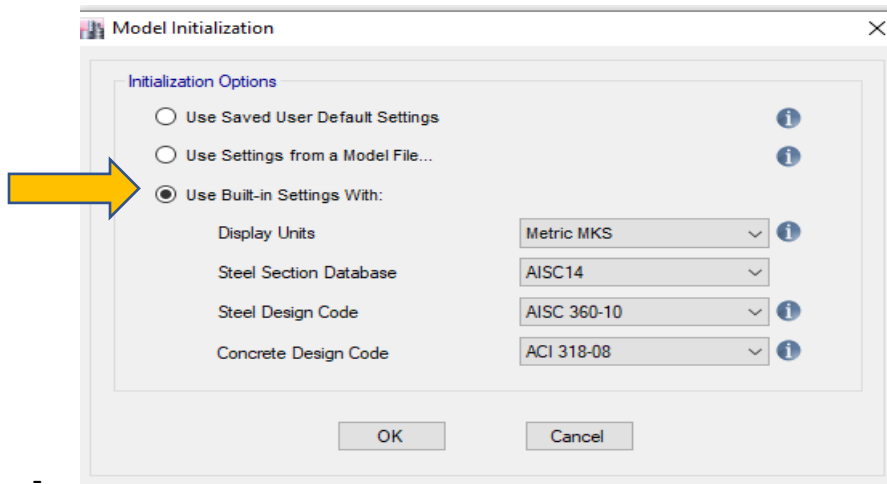 Model Initialization
Initialization Options
Use Saved User Default Settings
Use Settings from a Model File...
Use Built-in Settings With:
Display Units Metric MKS
Steel Section Database AISC14
Steel Design Code AISC 360-10
Concrete Design Code ACI 318-08
OK Cancel